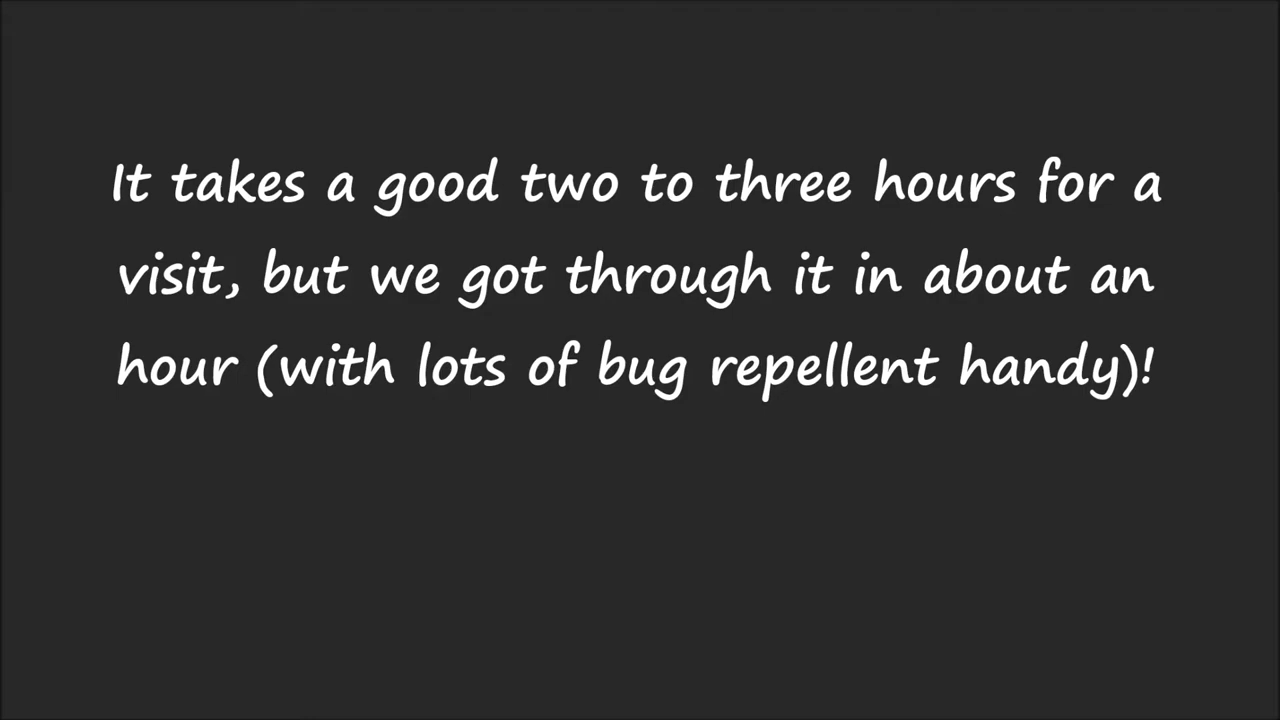 It takes a good two to three hours for a
visit, but we got through it in about an
hour (with lots of bug repellent handy)!